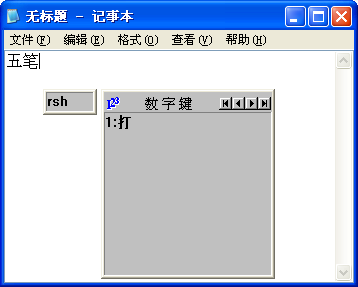 无标题 - 记事本
文件(F) 编辑(E) 格式(O) 查看(V) 帮助(H)
五笔
rsh
123 数字键
1:打